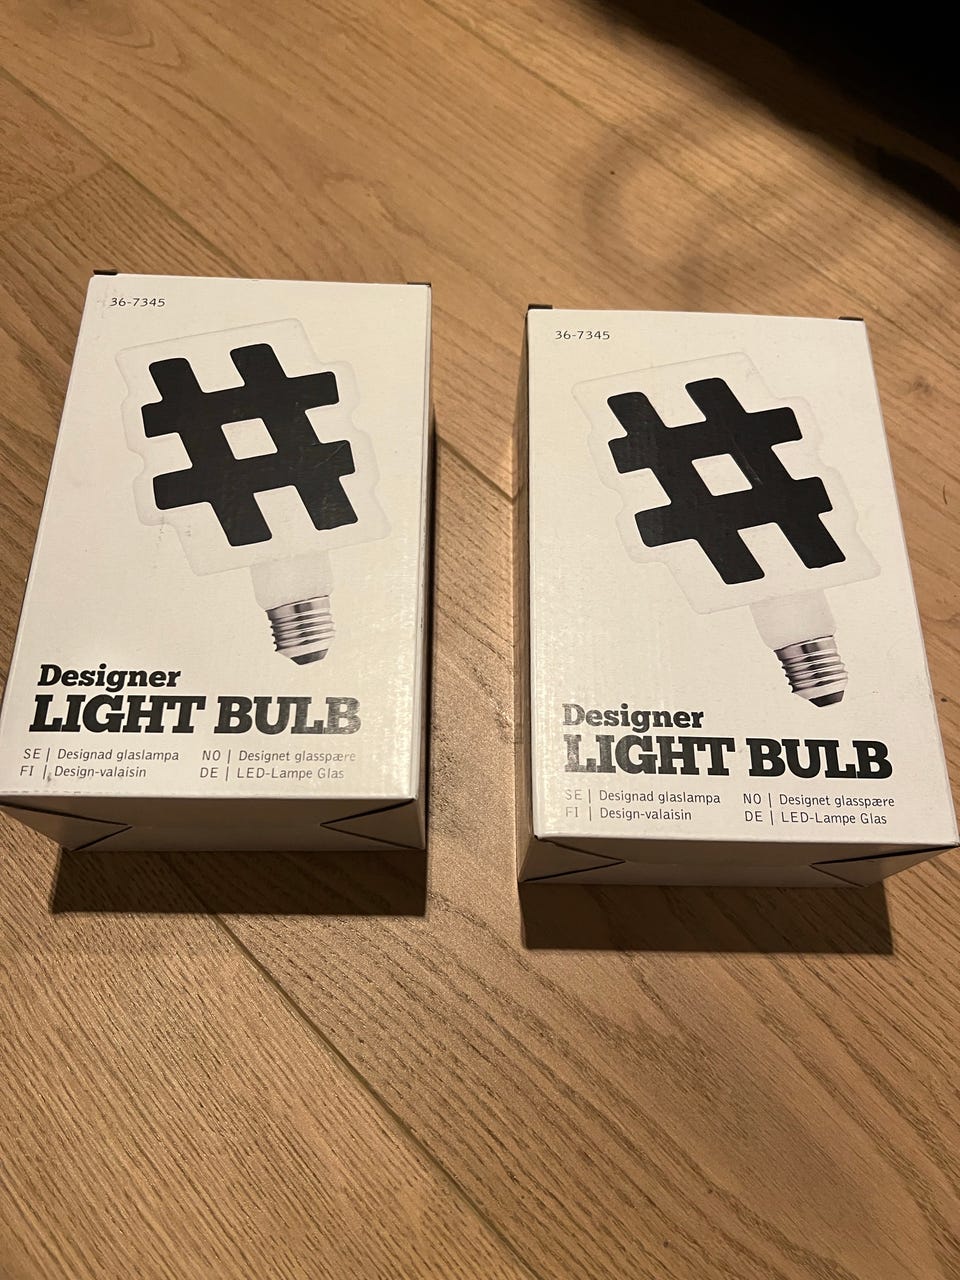 36-7345
#
Designer
LIGHT BULB
SE | Designad glaslampa NO | Designet glasspære
FI | Design-valaisin DE | LED-Lampe Glas
36-7345
#
Designer
LIGHT BULB
SE | Designad glaslampa NO | Designet glasspære
FI | Design-valaisin DE | LED-Lampe Glas